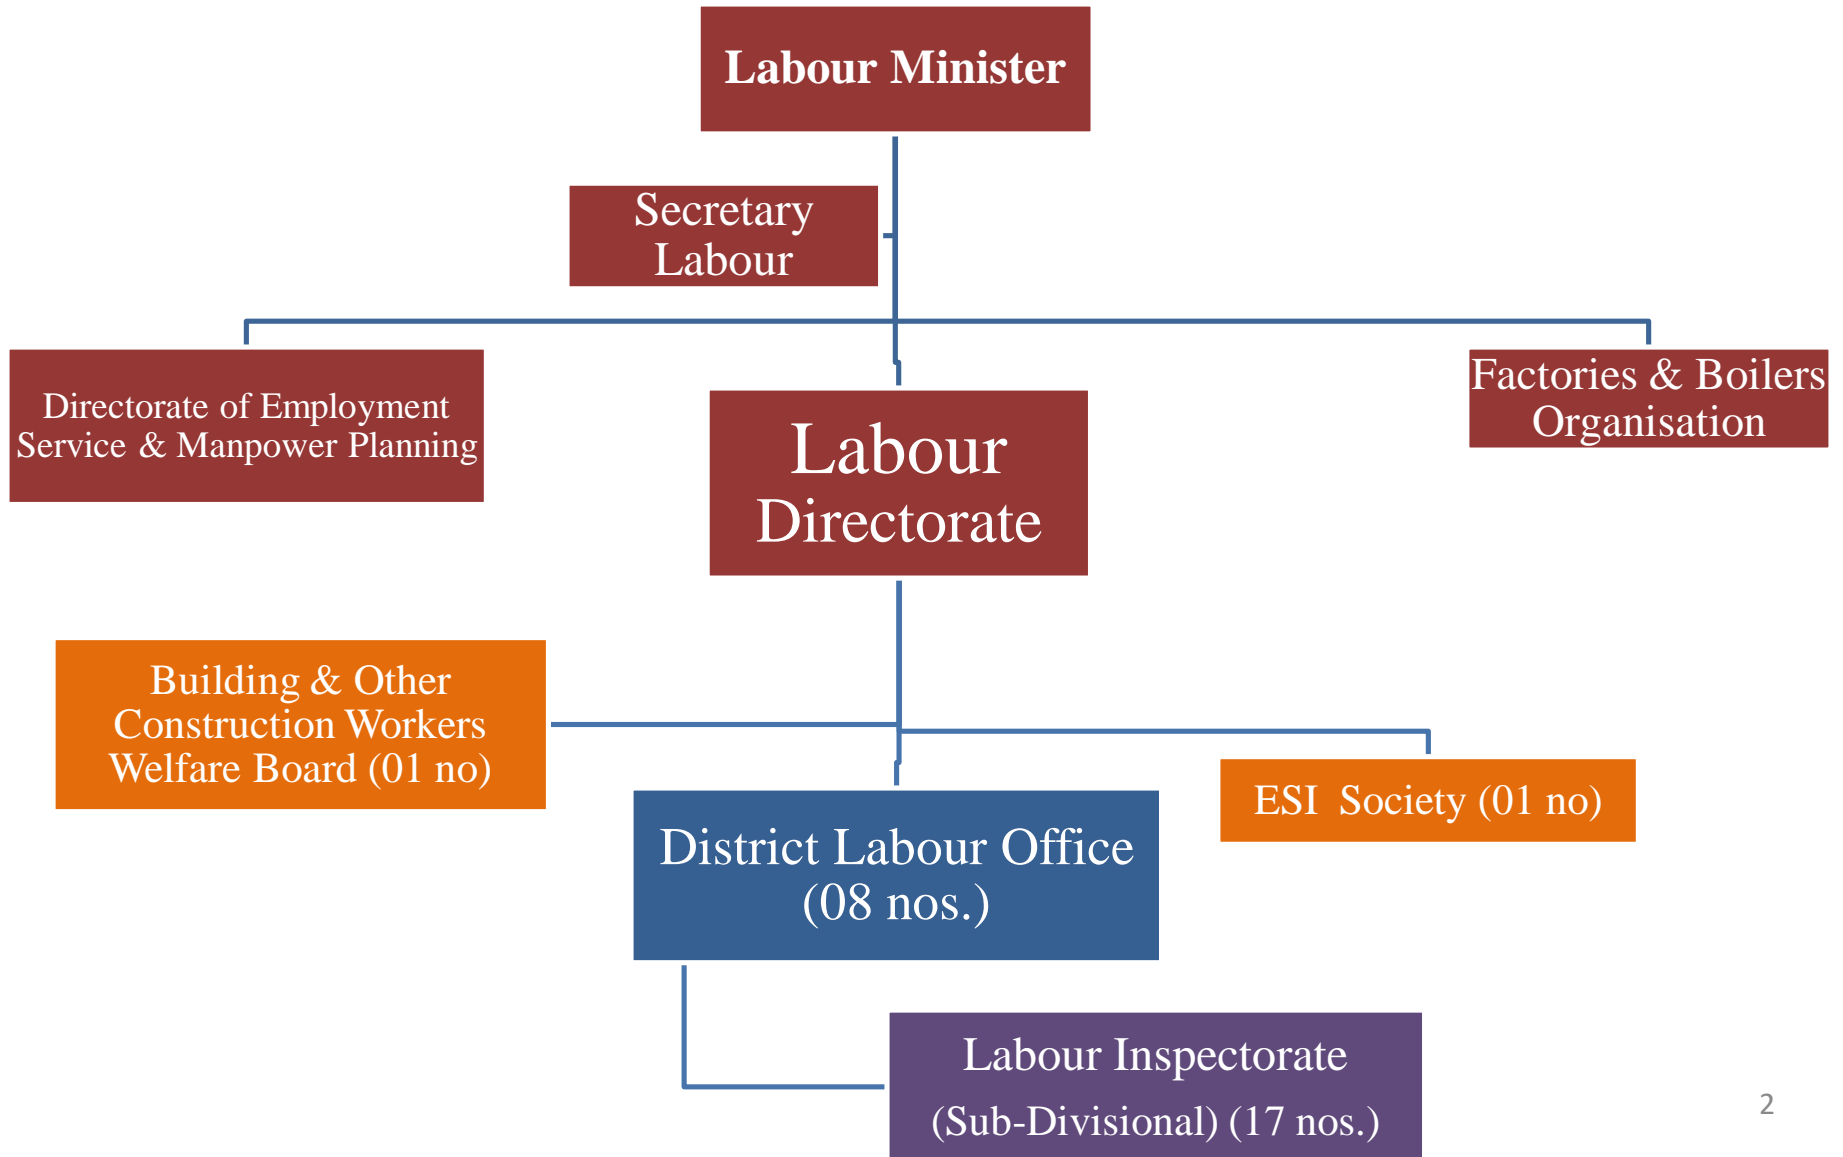 Labour Minister
Secretary
Labour
Directorate of Employment
Service & Manpower Planning
Labour
Directorate
Factories & Boilers
Organisation
Building & Other
Construction Workers
Welfare Board (01 no)
ESI Society (01 no)
District Labour Office
(08 nos.)
Labour Inspectorate
(Sub-Divisional) (17 nos.)
2